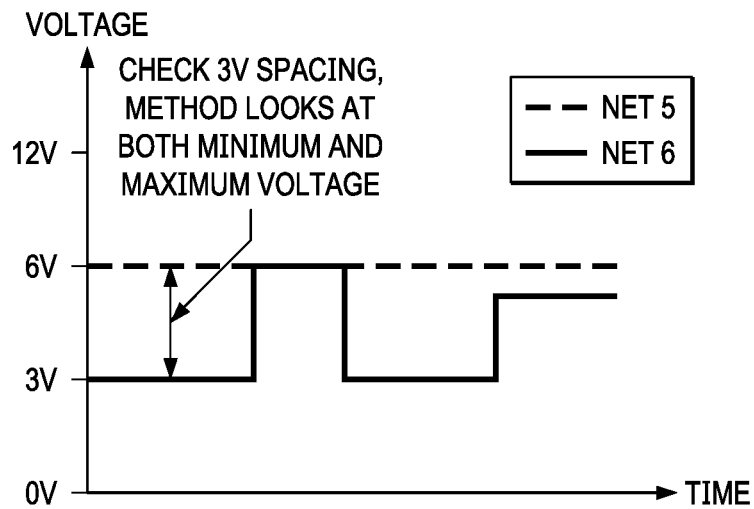 VOLTAGE
CHECK 3V SPACING,
METHOD LOOKS AT
BOTH MINIMUM AND
MAXIMUM VOLTAGE
NET 5
NET 6
12V
6V
3V
0V
TIME